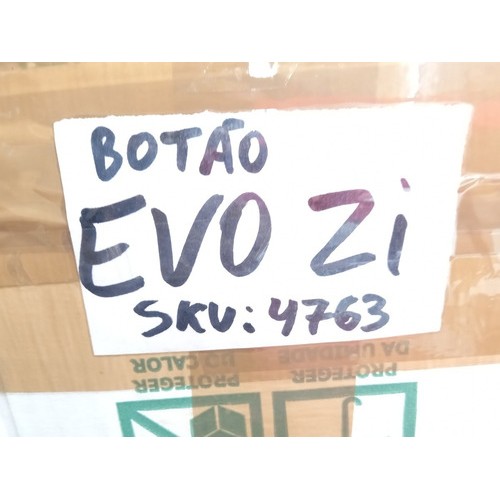 BOTÃO
EVO Zi
SKU: 4763
PROTEGER
DO CALOR
PROTEGER
DA UMIDADE